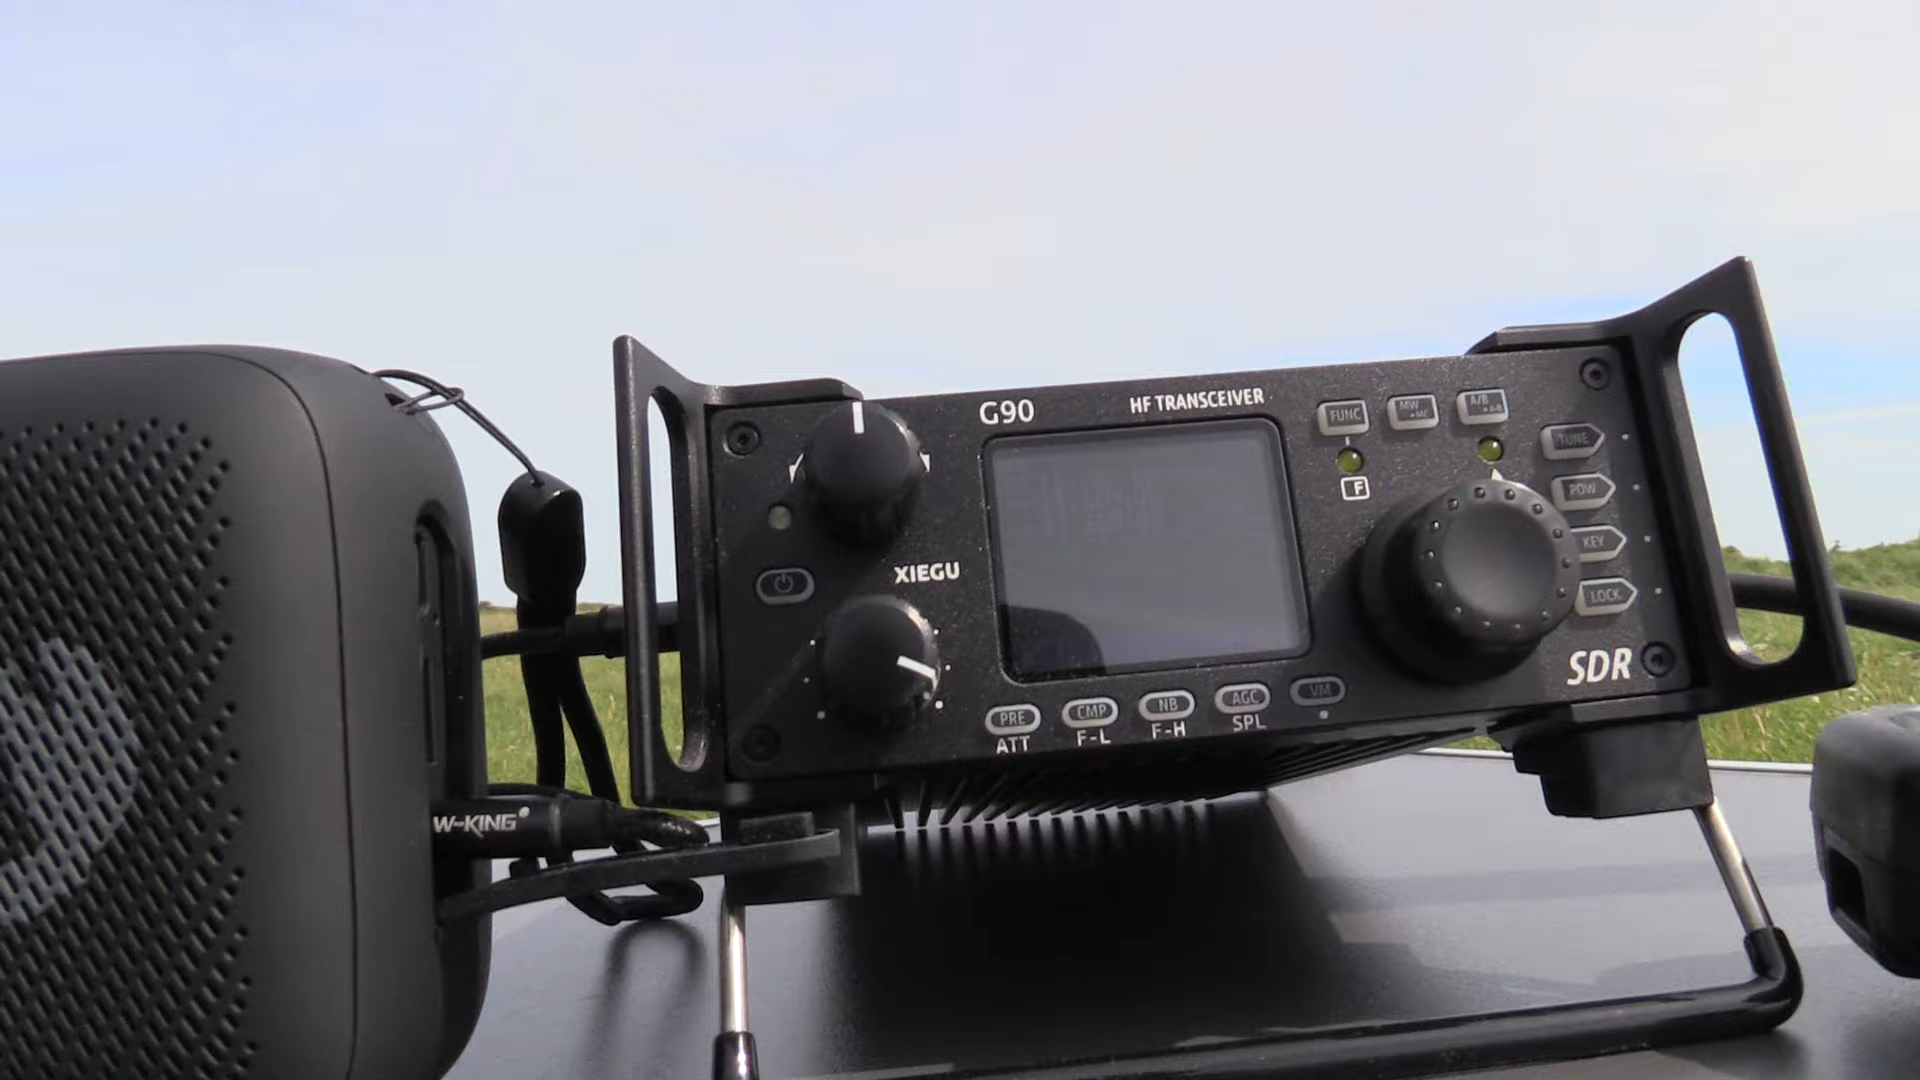 G90
HF TRANSCEIVER
FUNC
MW
▸MC
A/B
F
TUNE
POW
KEY
LOCK
XIEGU
SDR
PRE
CMP
NB
AGC
VM
ATT
F-L
F-H
SPL
W-KING